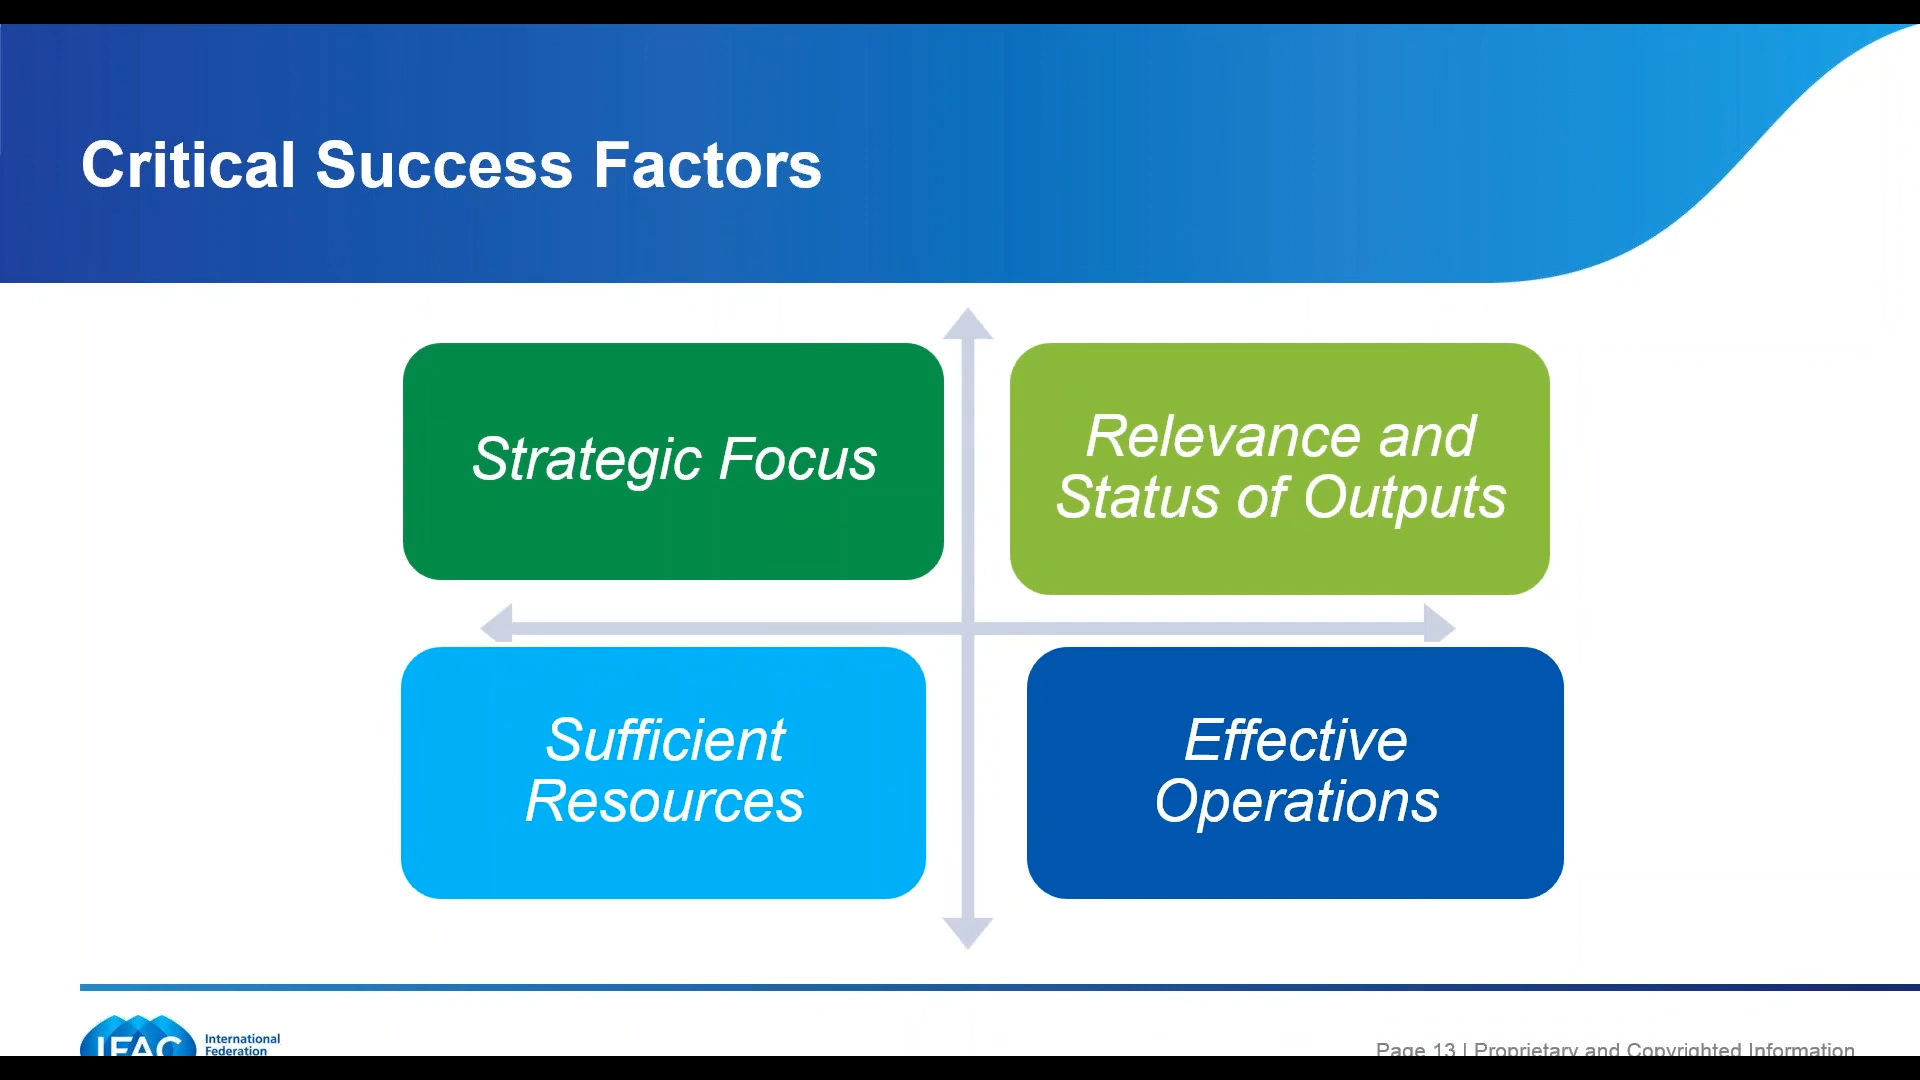 Critical Success Factors
Strategic Focus
Relevance and
Status of Outputs
Sufficient
Resources
Effective
Operations
IFAC
International
Federation
Page 13 | Proprietary and Copyrighted Information